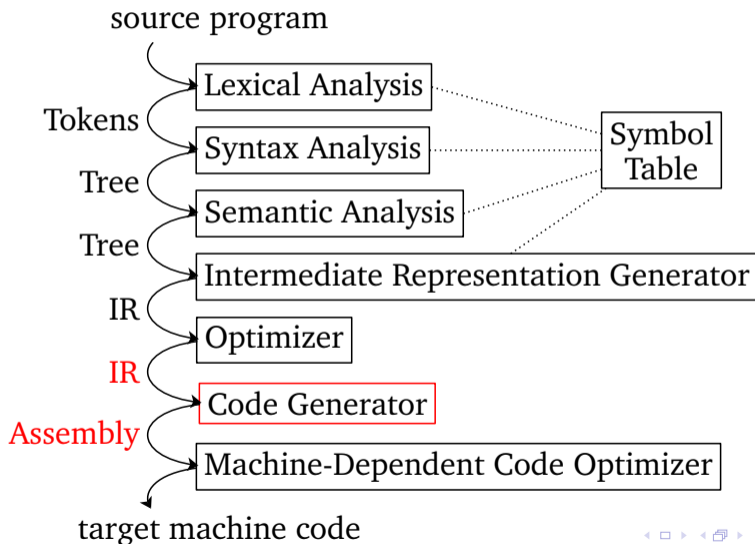 source program
Lexical Analysis
Tokens
Symbol
Table
Syntax Analysis
Tree
Semantic Analysis
Tree
Intermediate Representation Generator
IR
Optimizer
IR
Code Generator
Assembly
Machine-Dependent Code Optimizer
target machine code